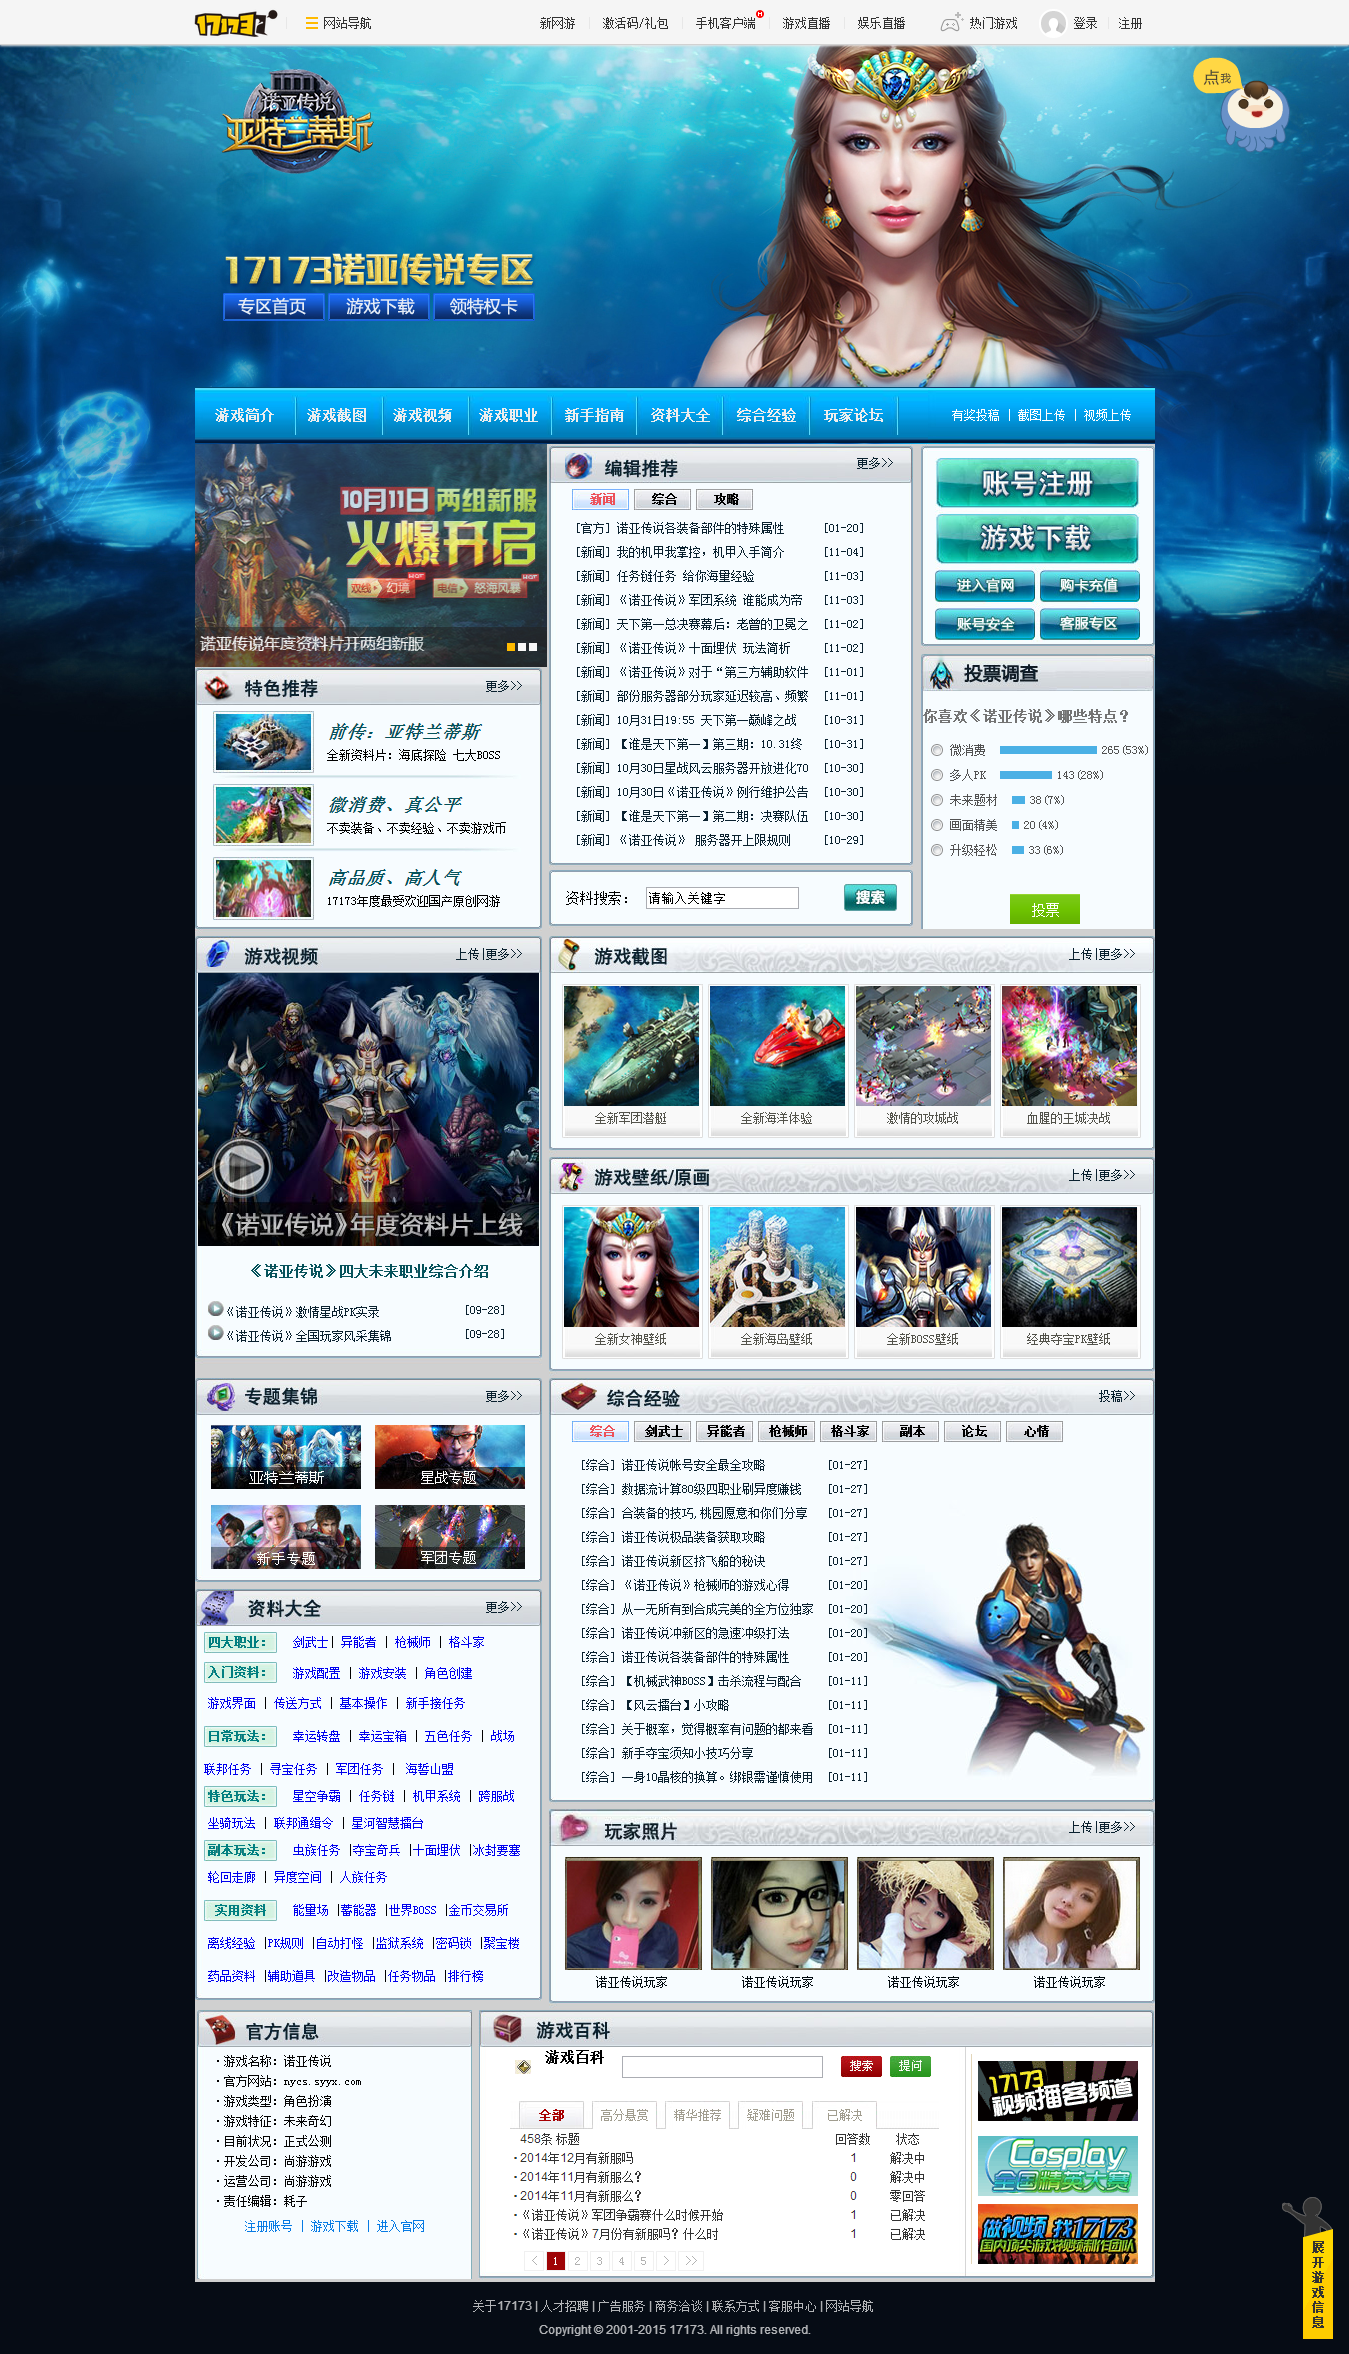 17173
网站导航
新网游
激活码/礼包
手机客户端
游戏直播
娱乐直播
热门游戏
登录
注册
点我
诺亚传说
亚特兰蒂斯
17173诺亚传说专区
专区首页 游戏下载 领特权卡
游戏简介 游戏截图 游戏视频 游戏职业 新手指南 资料大全 综合经验 玩家论坛
有奖投稿 | 截图上传 | 视频上传
10月11日 两组新服
火爆开启
双线 幻境 HOT 电信 怒海风暴 HOT
诺亚传说年度资料片开两组新服
特色推荐 更多>>
前传：亚特兰蒂斯
全新资料片：海底探险 七大BOSS
微消费、真公平
不卖装备、不卖经验、不卖游戏币
高品质、高人气
17173年度最受欢迎国产原创网游
编辑推荐 更多>>
新闻 综合 攻略
[官方] 诺亚传说各装备部件的特殊属性 [01-20]
[新闻] 我的机甲我掌控，机甲入手简介 [11-04]
[新闻] 任务链任务 给你海量经验 [11-03]
[新闻] 《诺亚传说》军团系统 谁能成为帝 [11-03]
[新闻] 天下第一总决赛幕后：老曾的卫冕之 [11-02]
[新闻] 《诺亚传说》十面埋伏 玩法简析 [11-02]
[新闻] 《诺亚传说》对于“第三方辅助软件 [11-01]
[新闻] 部份服务器部分玩家延迟较高、频繁 [11-01]
[新闻] 10月31日19:55 天下第一巅峰之战 [10-31]
[新闻] 【谁是天下第一】第三期：10.31终 [10-31]
[新闻] 10月30日星战风云服务器开放进化70 [10-30]
[新闻] 10月30日《诺亚传说》例行维护公告 [10-30]
[新闻] 【谁是天下第一】第二期：决赛队伍 [10-30]
[新闻] 《诺亚传说》 服务器开上限规则 [10-29]
资料搜索： 请输入关键字 搜索
账号注册
游戏下载
进入官网 购卡充值
账号安全 客服专区
投票调查
你喜欢《诺亚传说》哪些特点？
微消费 265 (53%)
多人PK 143 (28%)
未来题材 38 (7%)
画面精美 20 (4%)
升级轻松 33 (6%)
投票
游戏视频 上传|更多>>
《诺亚传说》年度资料片上线
《诺亚传说》四大未来职业综合介绍
《诺亚传说》激情星战PK实录 [09-28]
《诺亚传说》全国玩家风采集锦 [09-28]
游戏截图 上传|更多>>
全新军团潜艇 全新海洋体验 激情的攻城战 血腥的王城决战
游戏壁纸/原画 上传|更多>>
全新女神壁纸 全新海岛壁纸 全新BOSS壁纸 经典夺宝PK壁纸
专题集锦 更多>>
亚特兰蒂斯 星战专题
新手专题 军团专题
资料大全 更多>>
四大职业： 剑武士| 异能者 | 枪械师 | 格斗家
入门资料： 游戏配置 | 游戏安装 | 角色创建
游戏界面 | 传送方式 | 基本操作 | 新手接任务
日常玩法： 幸运转盘 | 幸运宝箱 | 五色任务 | 战场
联邦任务 | 寻宝任务 | 军团任务 | 海誓山盟
特色玩法： 星空争霸 | 任务链 | 机甲系统 | 跨服战
坐骑玩法 | 联邦通缉令 | 星河智慧擂台
副本玩法： 虫族任务 |夺宝奇兵 |十面埋伏 |冰封要塞
轮回走廊 | 异度空间 | 人族任务
实用资料 能量场 |蓄能器 |世界BOSS |金币交易所
离线经验 |PK规则 |自动打怪 |监狱系统 |密码锁 |聚宝楼
药品资料 |辅助道具 |改造物品 |任务物品 |排行榜
综合经验 投稿>>
综合 剑武士 异能者 枪械师 格斗家 副本 论坛 心情
[综合] 诺亚传说帐号安全最全攻略 [01-27]
[综合] 数据流计算80级四职业刷异度赚钱 [01-27]
[综合] 合装备的技巧,桃园愿意和你们分享 [01-27]
[综合] 诺亚传说极品装备获取攻略 [01-27]
[综合] 诺亚传说新区挤飞船的秘诀 [01-27]
[综合] 《诺亚传说》枪械师的游戏心得 [01-20]
[综合] 从一无所有到合成完美的全方位独家 [01-20]
[综合] 诺亚传说冲新区的急速冲级打法 [01-20]
[综合] 诺亚传说各装备部件的特殊属性 [01-20]
[综合] 【机械武神BOSS】击杀流程与配合 [01-11]
[综合] 【风云擂台】小攻略 [01-11]
[综合] 关于概率，觉得概率有问题的都来看 [01-11]
[综合] 新手夺宝须知小技巧分享 [01-11]
[综合] 一身10晶核的换算。绑银需谨慎使用 [01-11]
玩家照片 上传|更多>>
诺亚传说玩家 诺亚传说玩家 诺亚传说玩家 诺亚传说玩家
官方信息
·游戏名称：诺亚传说
·官方网站：nycs.syyx.com
·游戏类型：角色扮演
·游戏特征：未来奇幻
·目前状况：正式公测
·开发公司：尚游游戏
·运营公司：尚游游戏
·责任编辑：耗子
注册账号 | 游戏下载 | 进入官网
游戏百科
游戏百科 搜索 提问
全部 高分悬赏 精华推荐 疑难问题 已解决
458条 标题 回答数 状态
·2014年12月有新服吗 1 解决中
·2014年11月有新服么？ 0 解决中
·2014年11月有新服么？ 0 零回答
·《诺亚传说》军团争霸赛什么时候开始 1 已解决
·《诺亚传说》7月份有新服吗？什么时 1 已解决
< 1 2 3 4 5 > >>
17173
视频播客频道
Cosplay
全国精英大赛
做视频 找17173
国内顶尖游戏视频制作团队
展开游戏信息
关于17173 | 人才招聘 | 广告服务 | 商务洽谈 | 联系方式 | 客服中心 | 网站导航
Copyright © 2001-2015 17173. All rights reserved.